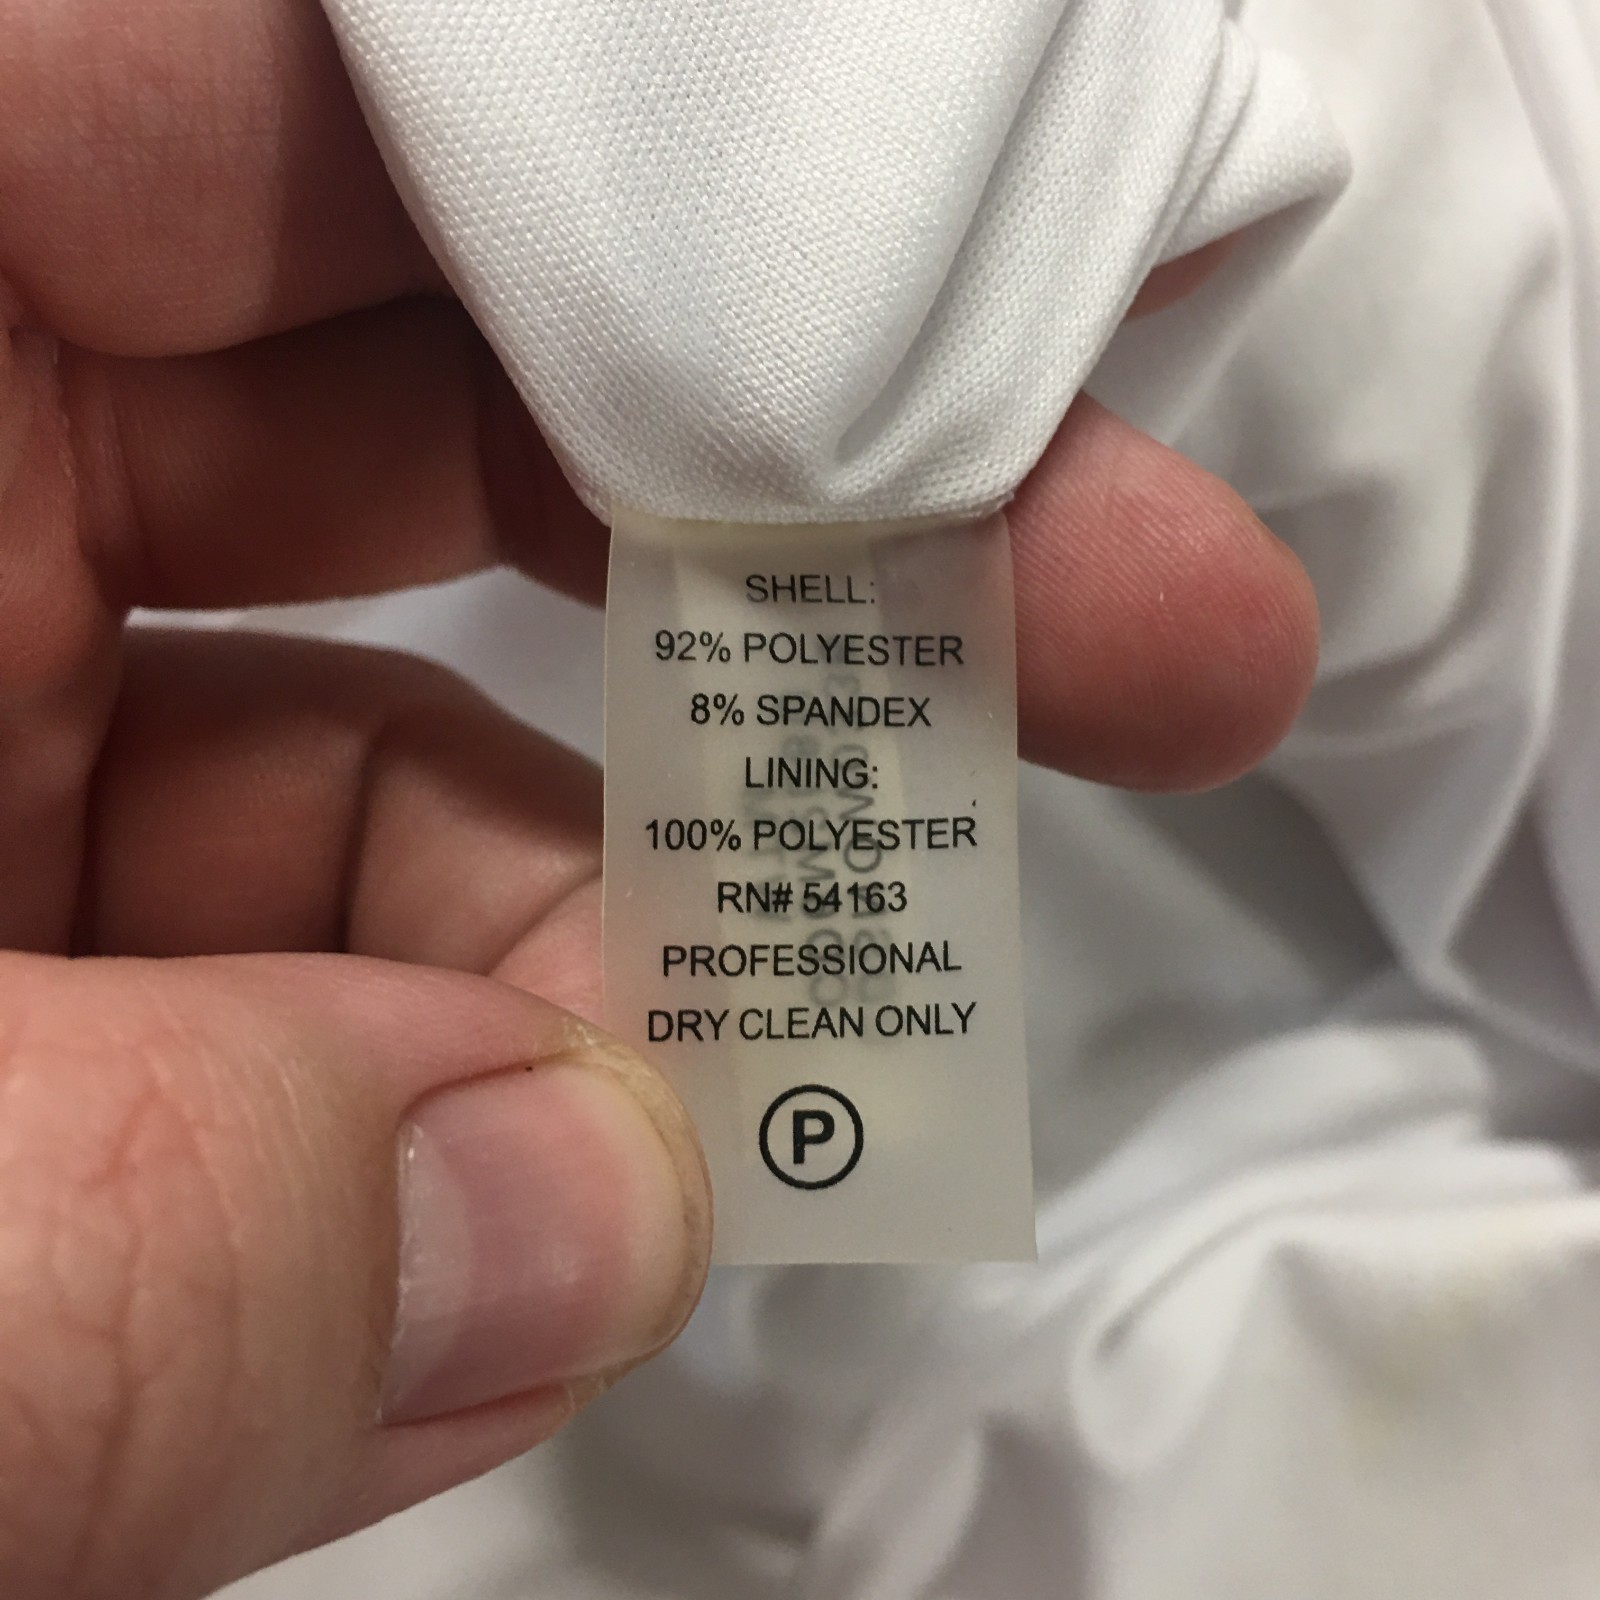 SHELL:
92% POLYESTER
8% SPANDEX
LINING:
100% POLYESTER
RN# 54163
PROFESSIONAL
DRY CLEAN ONLY
P